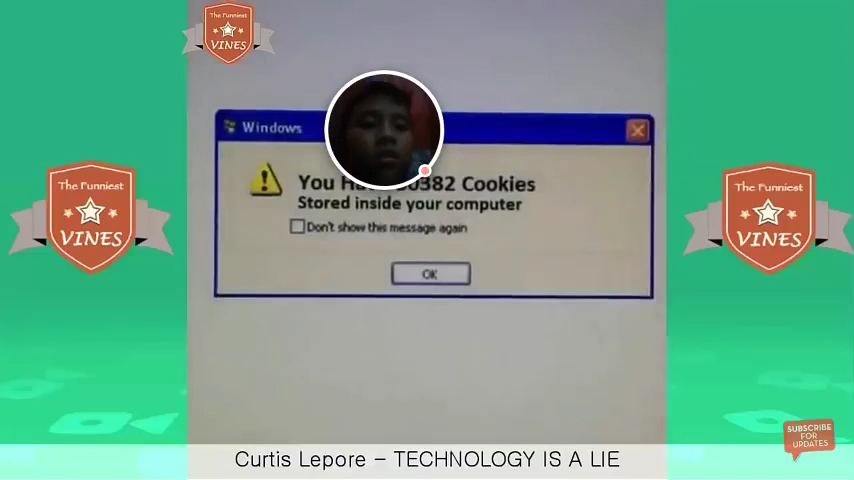 The Funniest
VINES
Windows
You 382 Cookies
Stored inside your computer
Don't show this message again
OK
The Funniest
VINES
The Funniest
VINES
SUBSCRIBE
FOR
UPDATES
Curtis Lepore – TECHNOLOGY IS A LIE